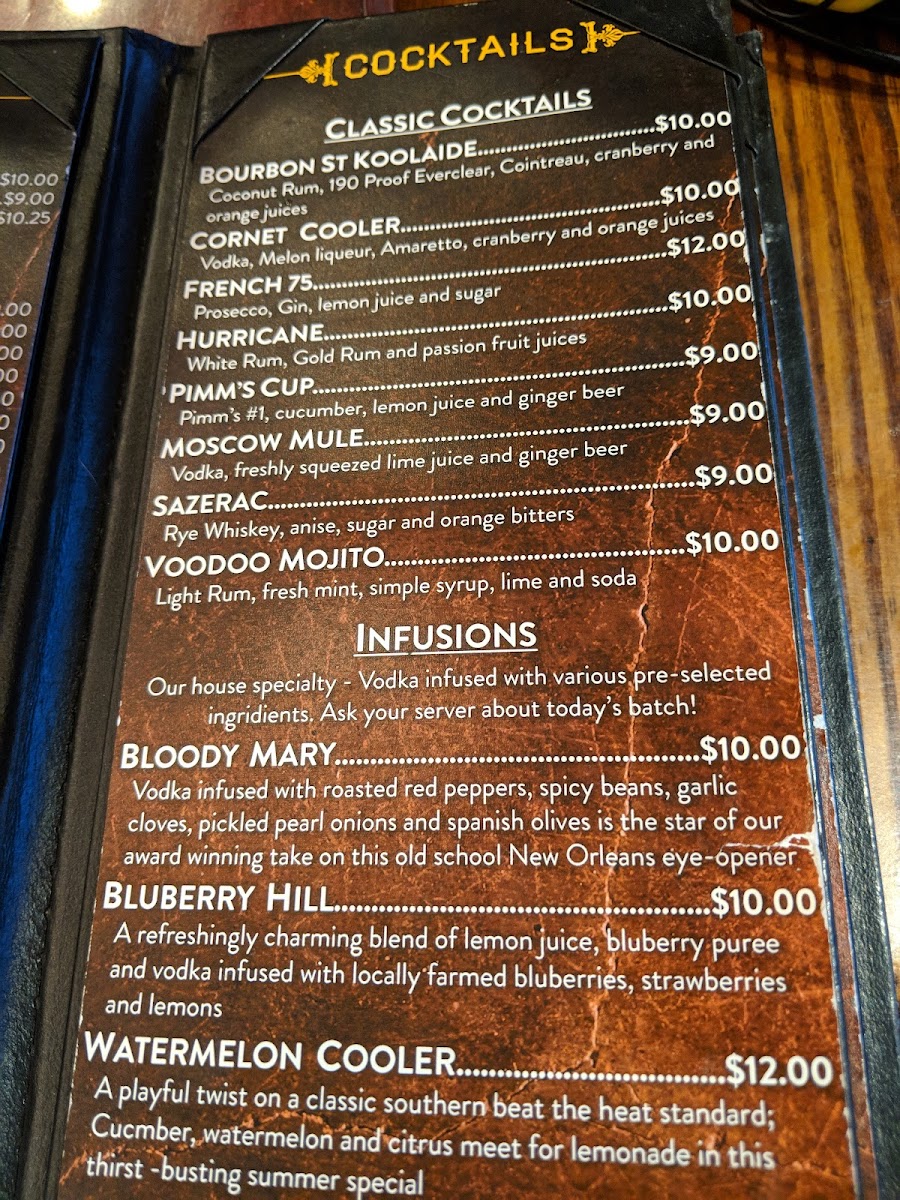 COCKTAILS
CLASSIC COCKTAILS
BOURBON ST KOOLAIDE..........$10.00
Coconut Rum, 190 Proof Everclear, Cointreau, cranberry and
orange juices
CORNET COOLER..........$10.00
Vodka, Melon liqueur, Amaretto, cranberry and orange juices
FRENCH 75..........$12.00
Prosecco, Gin, lemon juice and sugar
HURRICANE..........$10.00
White Rum, Gold Rum and passion fruit juices
PIMM'S CUP..........$9.00
Pimm's #1, cucumber, lemon juice and ginger beer
MOSCOW MULE..........$9.00
Vodka, freshly squeezed lime juice and ginger beer
SAZERAC..........$9.00
Rye Whiskey, anise, sugar and orange bitters
VOODOO MOJITO..........$10.00
Light Rum, fresh mint, simple syrup, lime and soda
INFUSIONS
Our house specialty - Vodka infused with various pre-selected
ingridients. Ask your server about today's batch!
BLOODY MARY..........$10.00
Vodka infused with roasted red peppers, spicy beans, garlic
cloves, pickled pearl onions and spanish olives is the star of our
award winning take on this old school New Orleans eye-opener
BLUBERRY HILL..........$10.00
A refreshingly charming blend of lemon juice, bluberry puree
and vodka infused with locally farmed bluberries, strawberries
and lemons
WATERMELON COOLER..........$12.00
A playful twist on a classic southern beat the heat standard;
Cucmber, watermelon and citrus meet for lemonade in this
thirst -busting summer special
$10.00
$9.00
$10.25